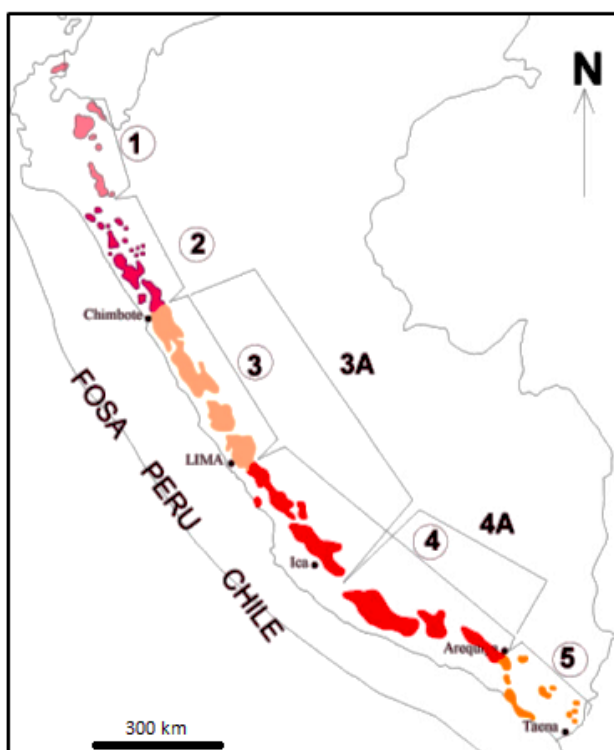 N
1
2
Chimbote
3
3A
FOSA PERU CHILE
LIMA
4
4A
Ica
Arequipa
5
Tacna
300 km